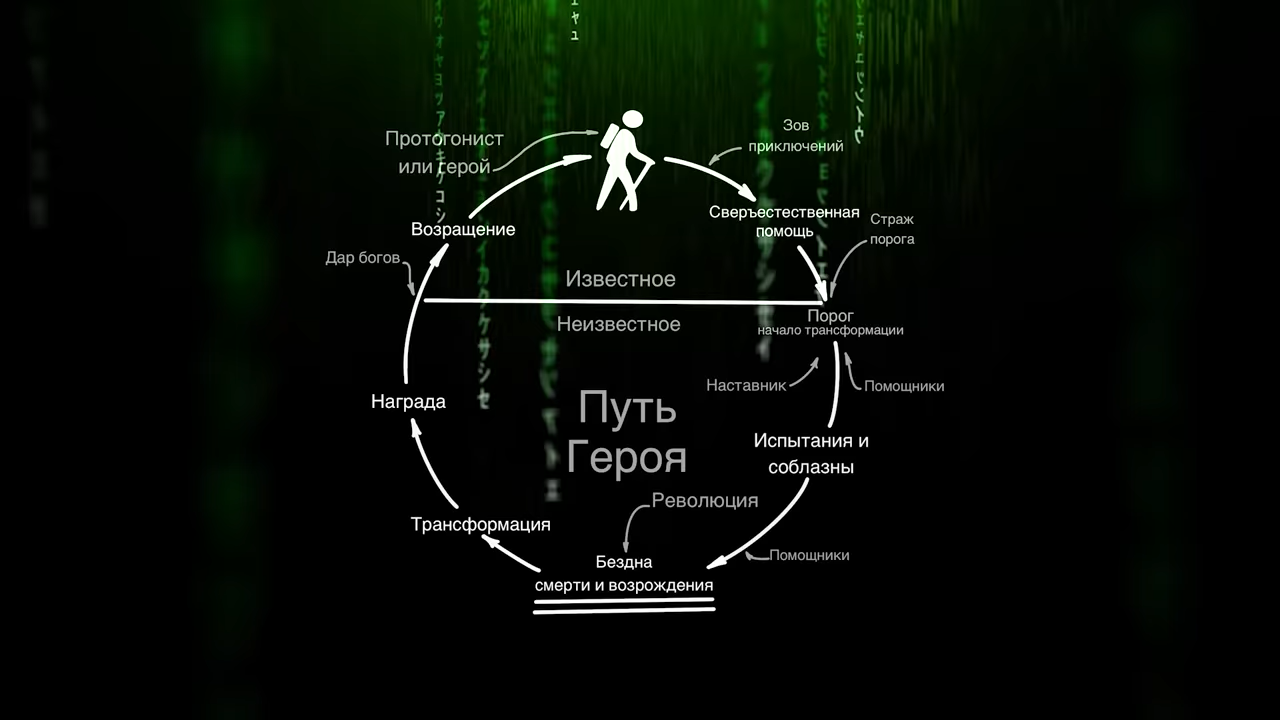 Протогонист
или герой
Зов
приключений
Сверъестественная
помощь
Страж
порога
Возращение
Дар богов
Известное
Неизвестное
Порог
начало трансформации
Наставник
Помощники
Награда
Путь
Героя
Испытания и
соблазны
Революция
Трансформация
Бездна
смерти и возрождения
Помощники